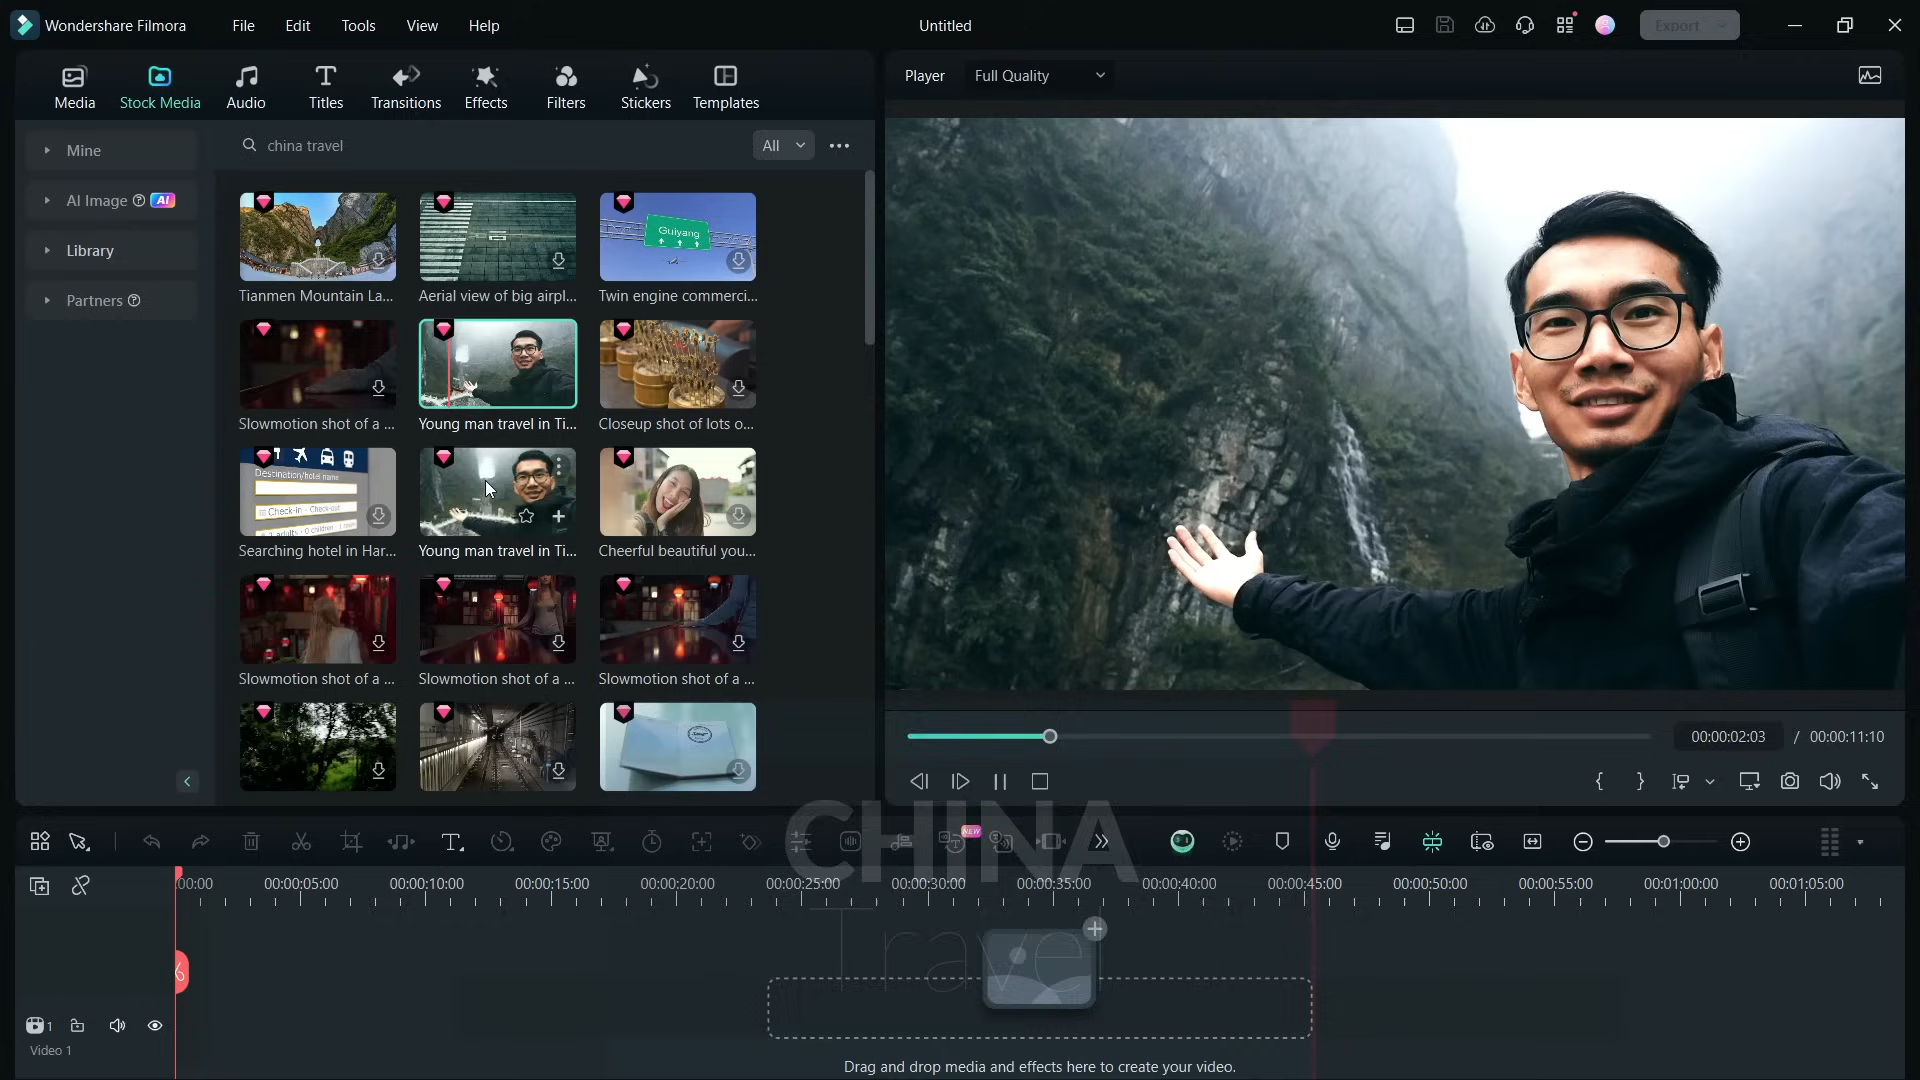 Wondershare Filmora
File
Edit
Tools
View
Help
Untitled
Export
Media
Stock Media
Audio
Titles
Transitions
Effects
Filters
Stickers
Templates
Player
Full Quality
Mine
AI Image
AI
Library
Partners
china travel
All
Guiyang
Tianmen Mountain La...
Aerial view of big airpl...
Twin engine commerci...
Slowmotion shot of a ...
Young man travel in Ti...
Closeup shot of lots o...
Destination/hotel name
Check-in - Check-out
Searching hotel in Har...
Young man travel in Ti...
Cheerful beautiful you...
Slowmotion shot of a ...
Slowmotion shot of a ...
Slowmotion shot of a ...
00:00:02:03 / 00:00:11:10
NEW
CHINA
Travel
:00:00
00:00:05:00
00:00:10:00
00:00:15:00
00:00:20:00
00:00:25:00
00:00:30:00
00:00:35:00
00:00:40:00
00:00:45:00
00:00:50:00
00:00:55:00
00:01:00:00
00:01:05:00
1
Video 1
Drag and drop media and effects here to create your video.